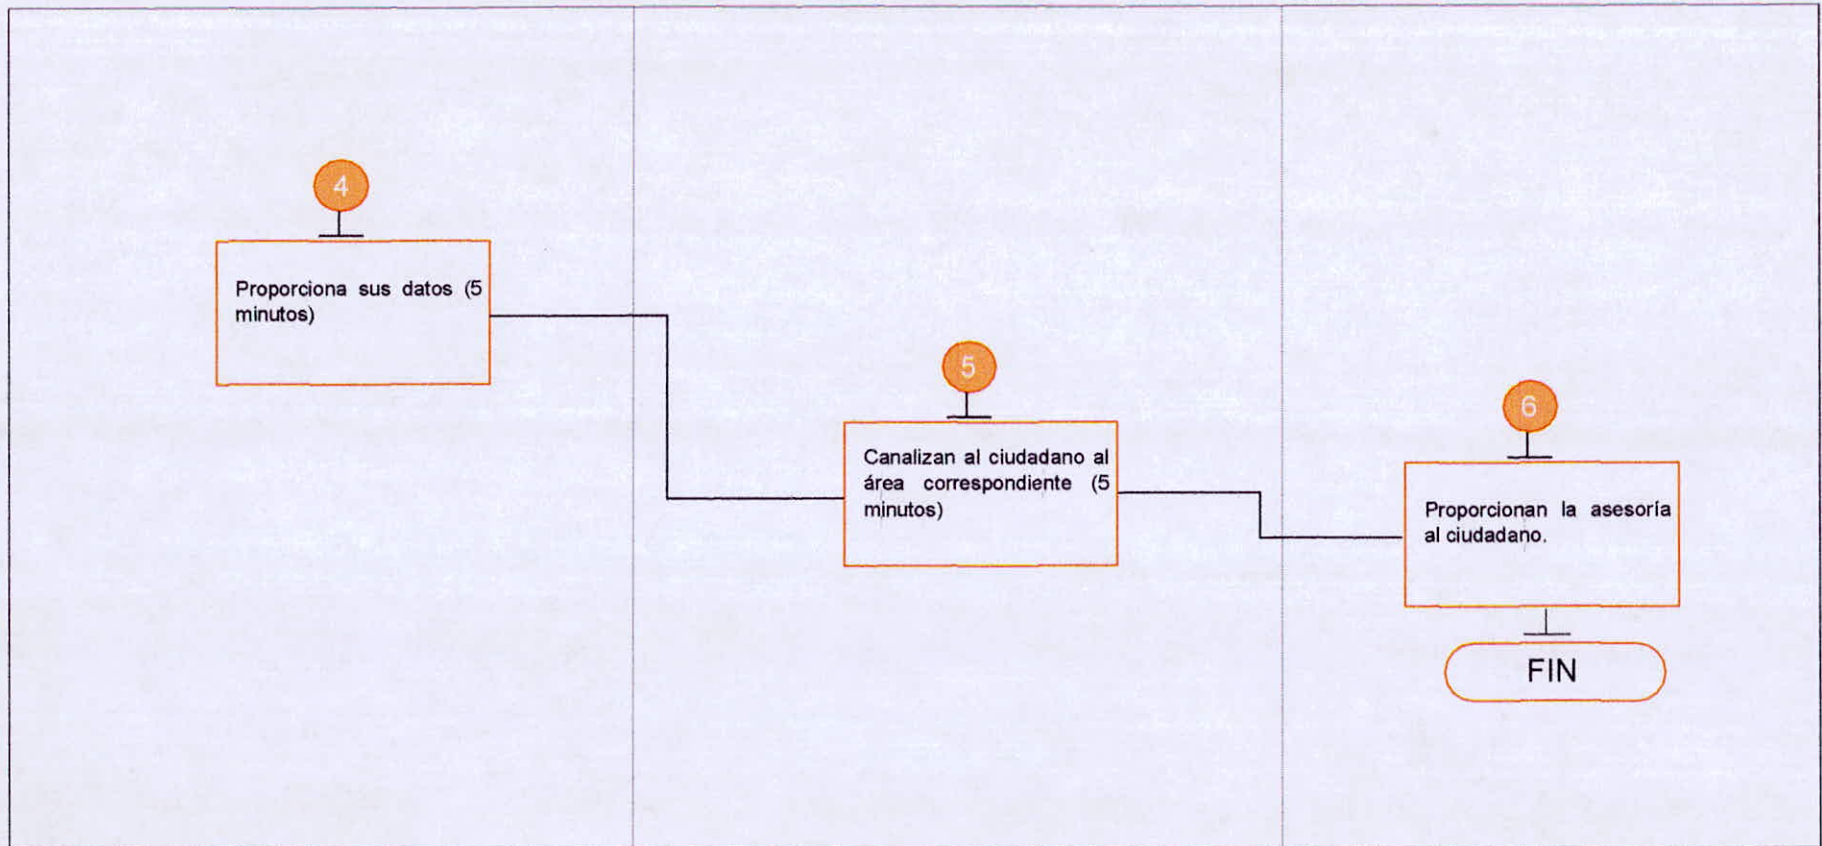 4
Proporciona sus datos (5
minutos)
5
Canalizan al ciudadano al
área correspondiente (5
minutos)
6
Proporcionan la asesoría
al ciudadano.
FIN